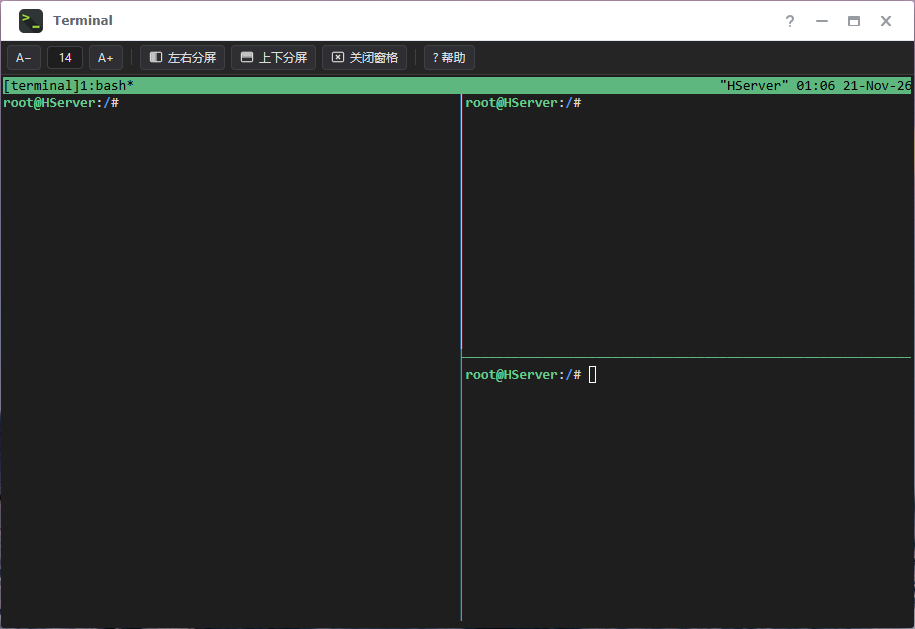 Terminal
A− 14 A+ 左右分屏 上下分屏 关闭窗格 ? 帮助
[terminal]1:bash* "HServer" 01:06 21-Nov-26
root@HServer:/# root@HServer:/#
root@HServer:/#